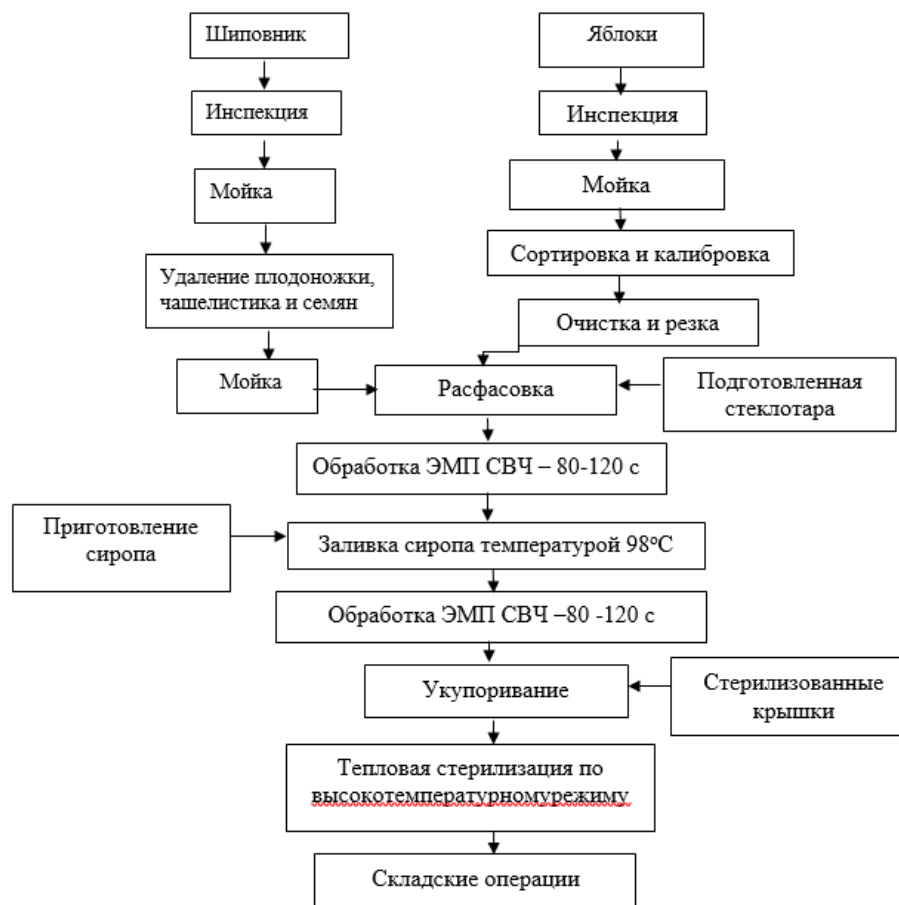 Шиповник
Яблоки
Инспекция
Инспекция
Мойка
Мойка
Сортировка и калибровка
Удаление плодоножки,
чашелистика и семян
Очистка и резка
Мойка
Расфасовка
Подготовленная
стеклотара
Обработка ЭМП СВЧ – 80-120 с
Приготовление
сиропа
Заливка сиропа температурой 98°С
Обработка ЭМП СВЧ –80 -120 с
Укупоривание
Стерилизованные
крышки
Тепловая стерилизация по
высокотемпературномурежиму
Складские операции